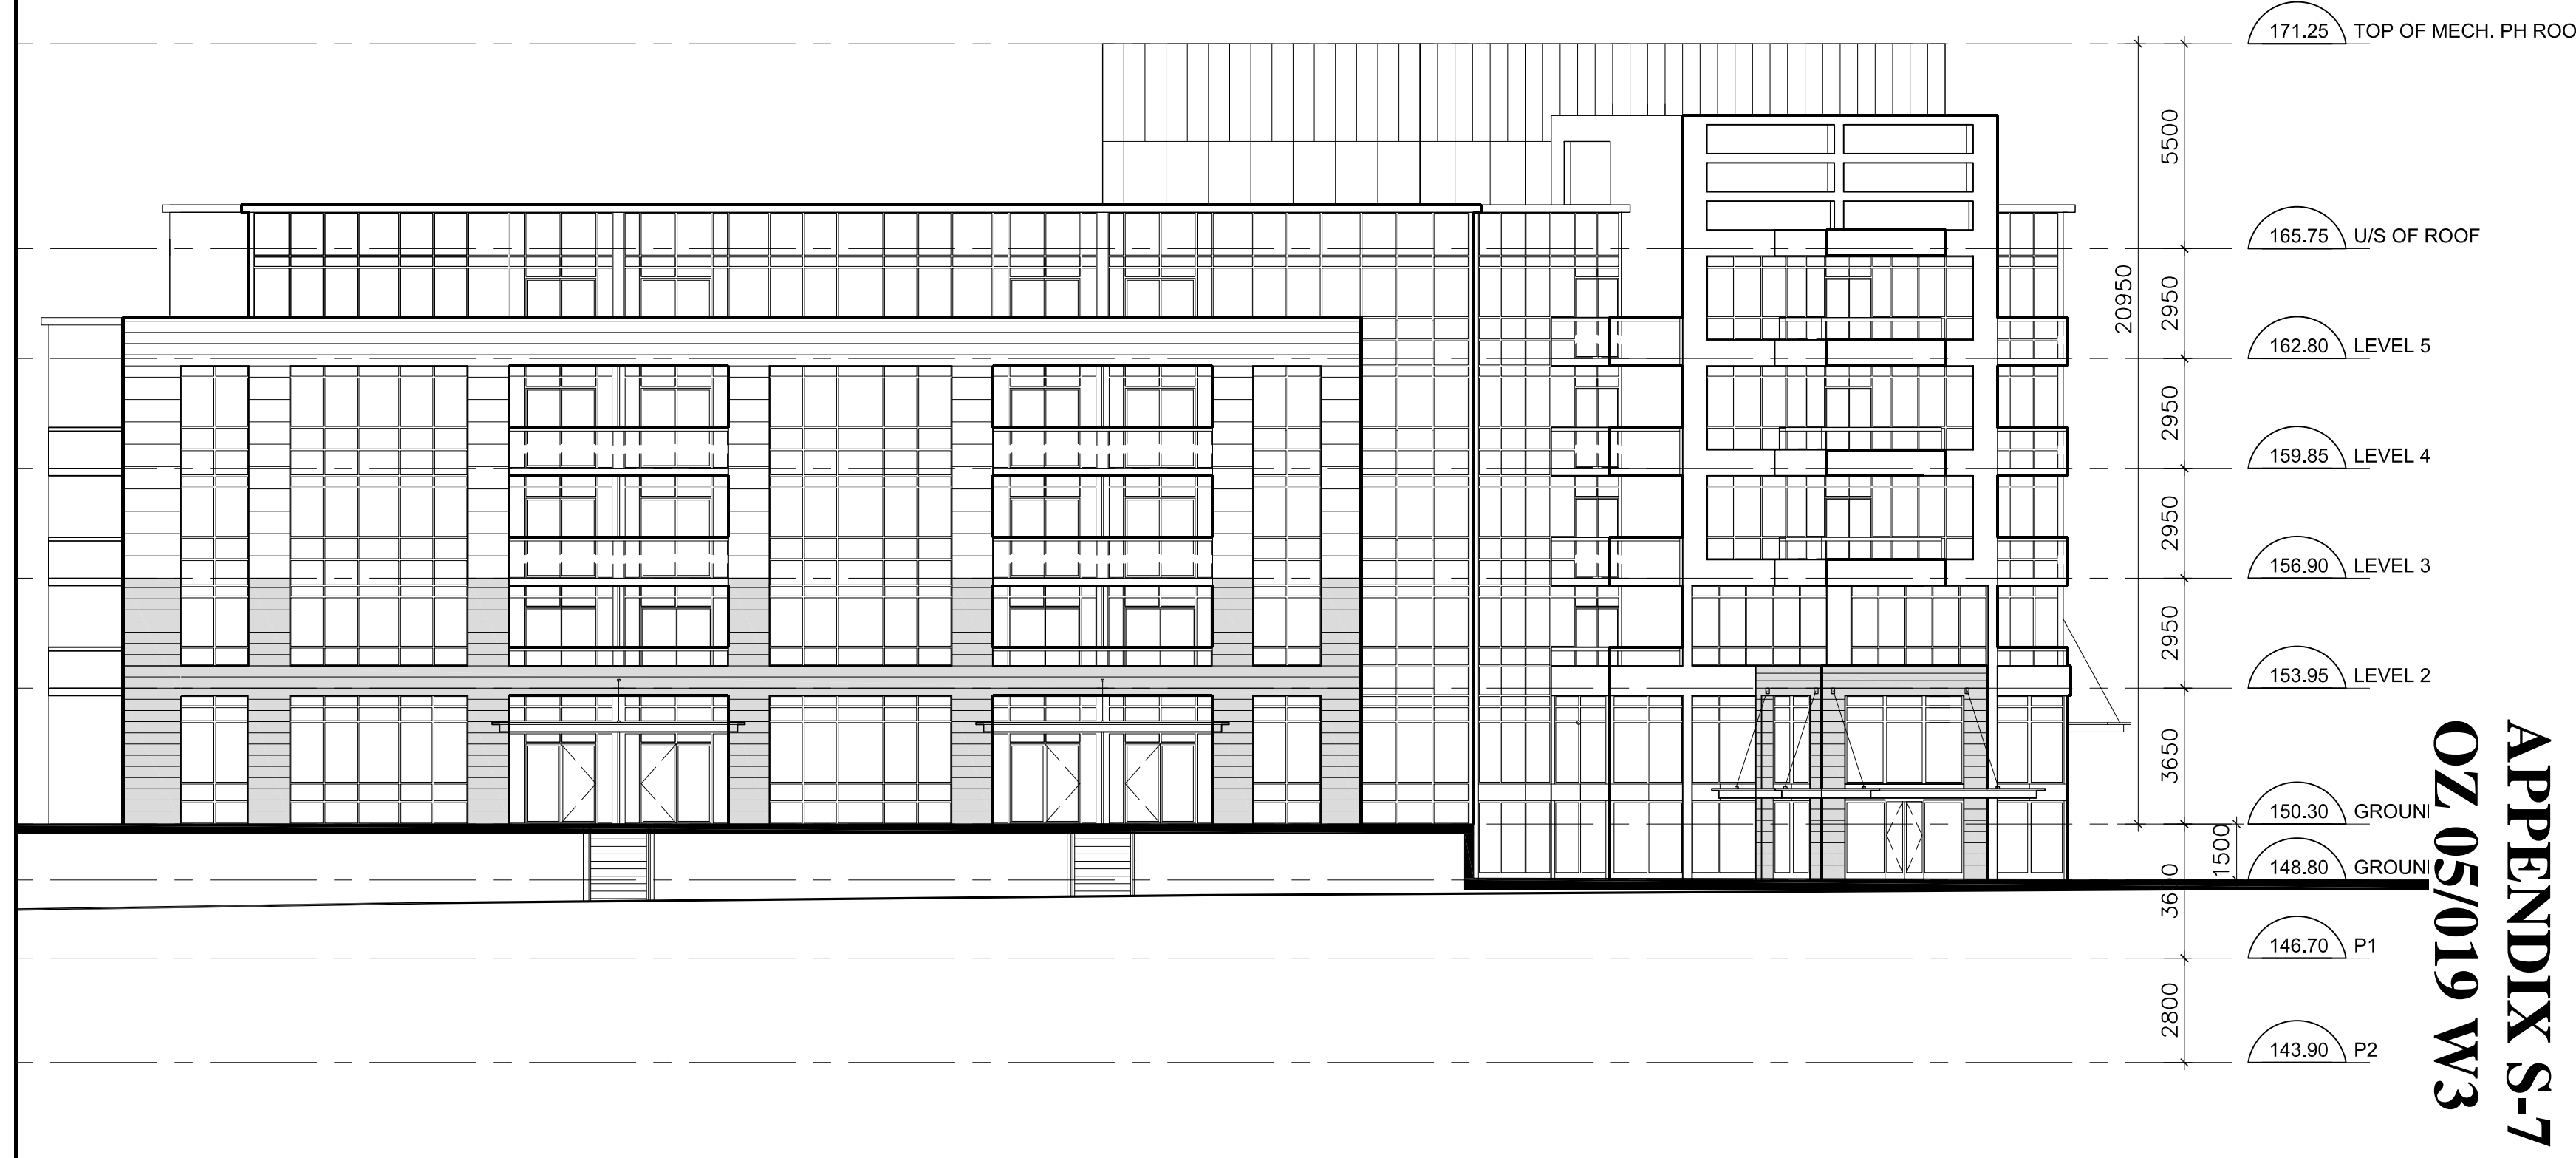 171.25 TOP OF MECH. PH ROO
5500
165.75 U/S OF ROOF
20950
2950
162.80 LEVEL 5
2950
159.85 LEVEL 4
2950
156.90 LEVEL 3
2950
153.95 LEVEL 2
3650
150.30 GROUN
1500
148.80 GROUN
146.70 P1
2800
143.90 P2
APPENDIX S-7
OZ 05/019 W3